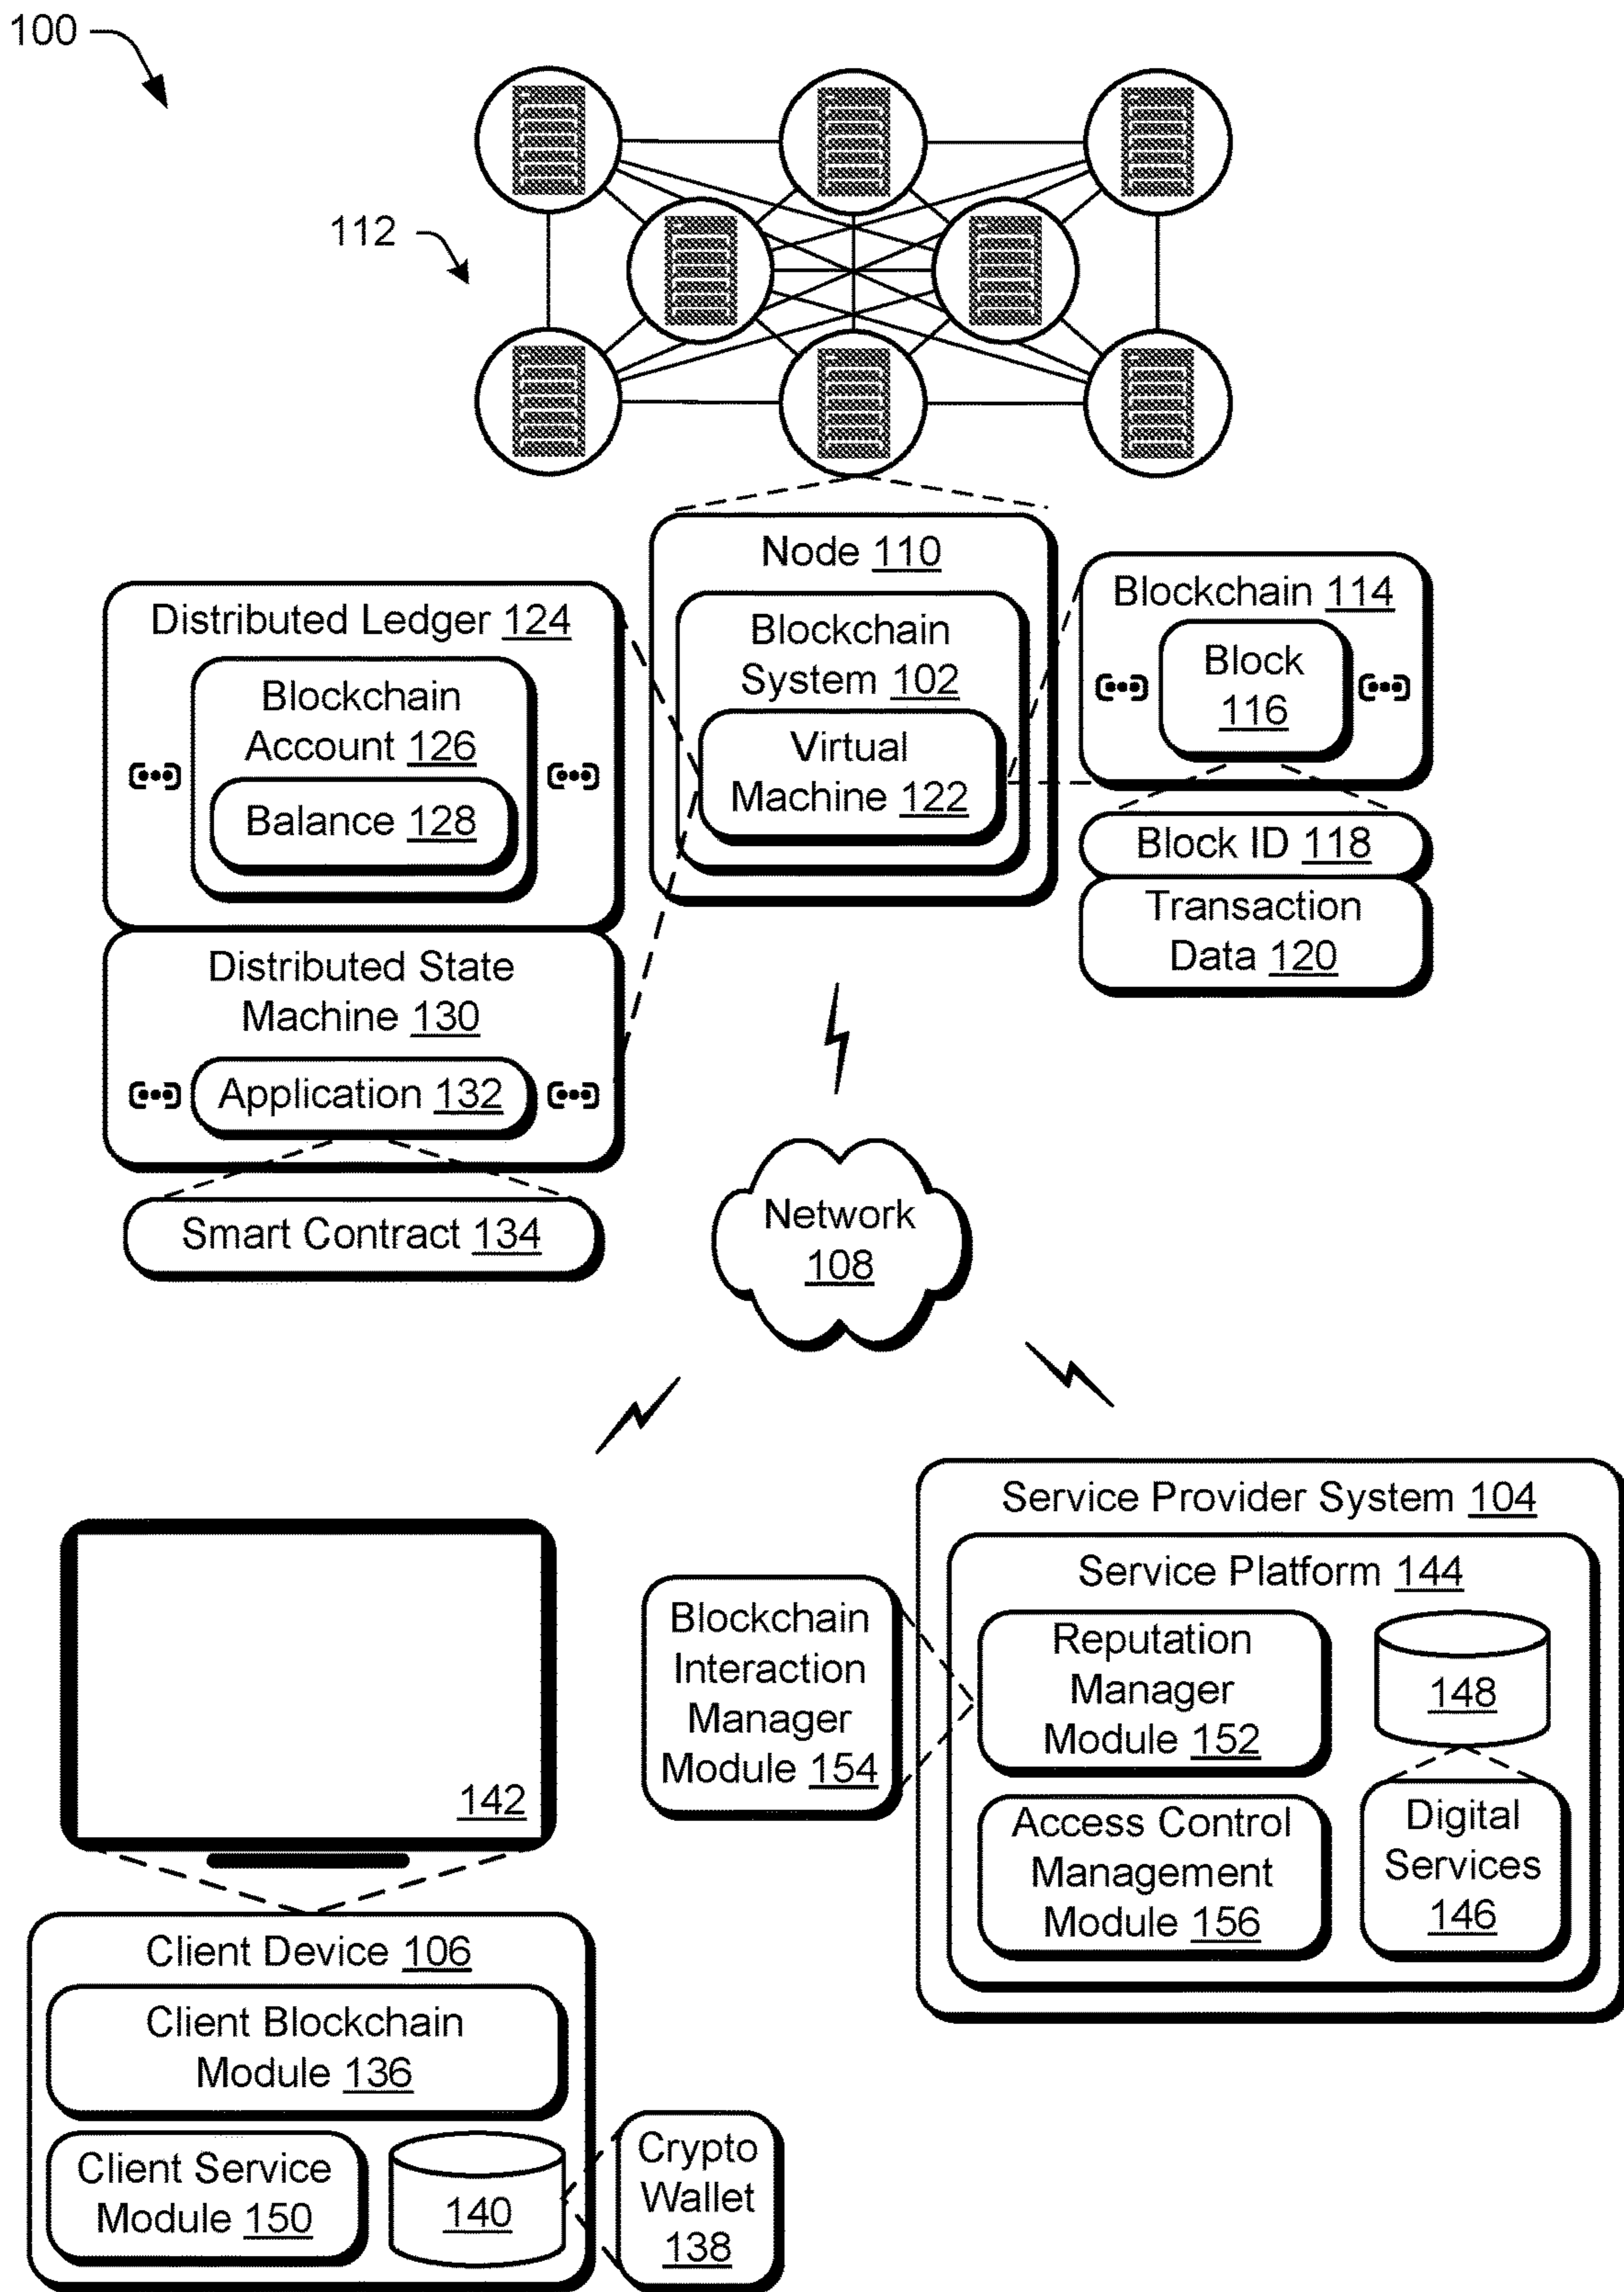 100
112
Node 110
Blockchain
System 102
Virtual
Machine 122
Distributed Ledger 124
Blockchain
Account 126
Balance 128
Distributed State
Machine 130
Application 132
Smart Contract 134
Blockchain 114
Block
116
Block ID 118
Transaction
Data 120
Network
108
142
Client Device 106
Client Blockchain
Module 136
Client Service
Module 150
140
Crypto
Wallet
138
Service Provider System 104
Service Platform 144
Blockchain
Interaction
Manager
Module 154
Reputation
Manager
Module 152
148
Access Control
Management
Module 156
Digital
Services
146